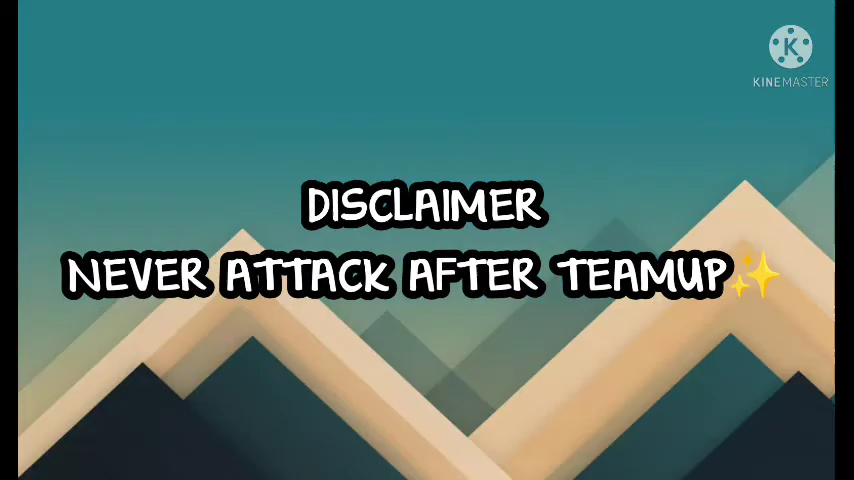 K
KINEMASTER
DISCLAIMER
NEVER ATTACK AFTER TEAMUP✨